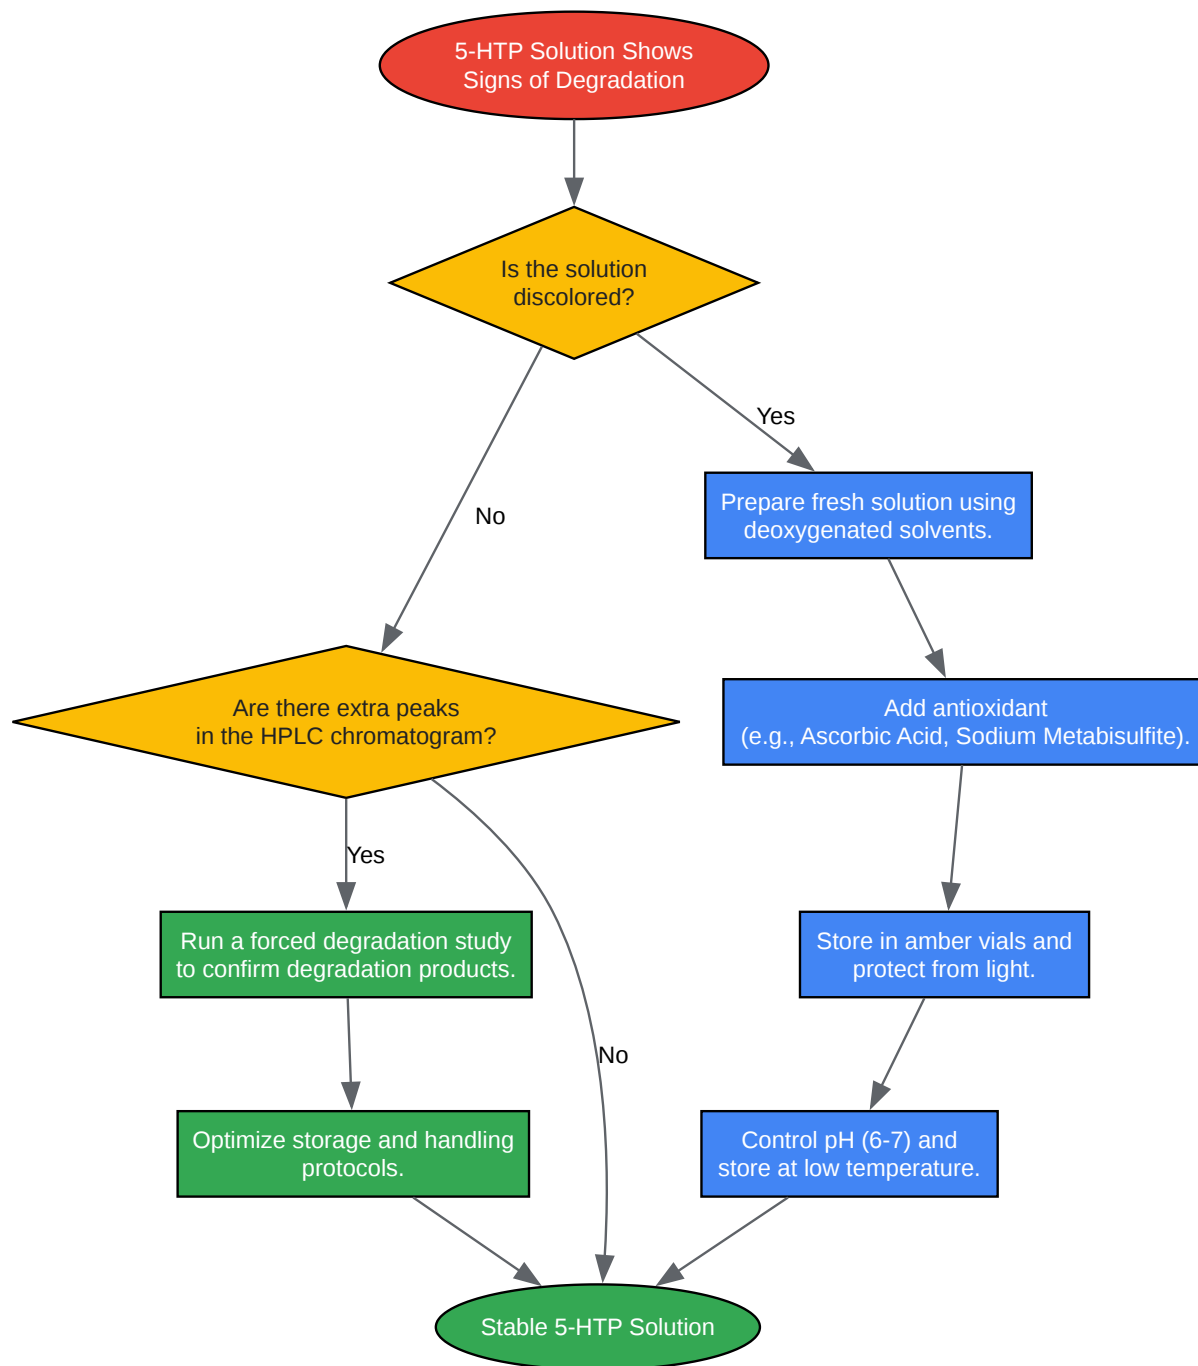 5-HTP Solution Shows
Signs of Degradation
Is the solution
discolored?
Yes
No
Prepare fresh solution using
deoxygenated solvents.
Are there extra peaks
in the HPLC chromatogram?
Add antioxidant
(e.g., Ascorbic Acid, Sodium Metabisulfite).
Yes
Run a forced degradation study
to confirm degradation products.
Store in amber vials and
protect from light.
No
Optimize storage and handling
protocols.
Control pH (6-7) and
store at low temperature.
Stable 5-HTP Solution